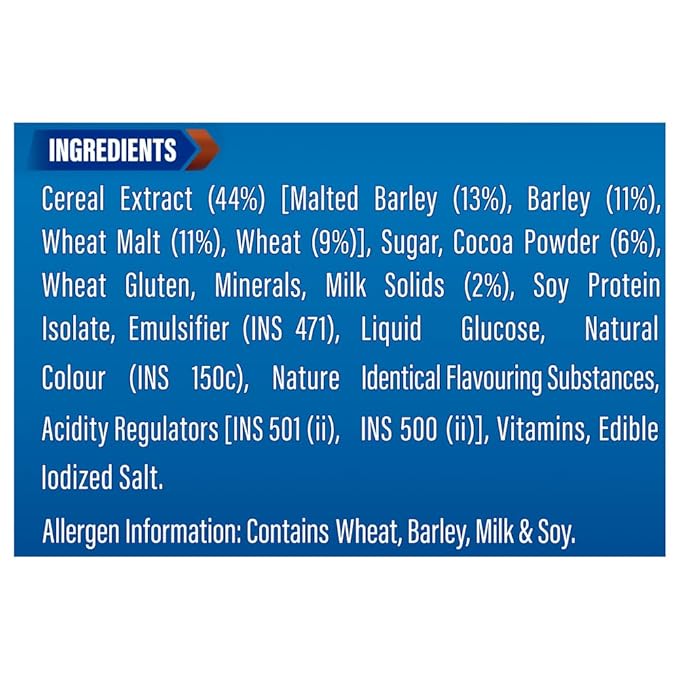 INGREDIENTS
Cereal Extract (44%) [Malted Barley (13%), Barley (11%),
Wheat Malt (11%), Wheat (9%)], Sugar, Cocoa Powder (6%),
Wheat Gluten, Minerals, Milk Solids (2%), Soy Protein
Isolate, Emulsifier (INS 471), Liquid Glucose, Natural
Colour (INS 150c), Nature Identical Flavouring Substances,
Acidity Regulators [INS 501 (ii), INS 500 (ii)], Vitamins, Edible
Iodized Salt.
Allergen Information: Contains Wheat, Barley, Milk & Soy.